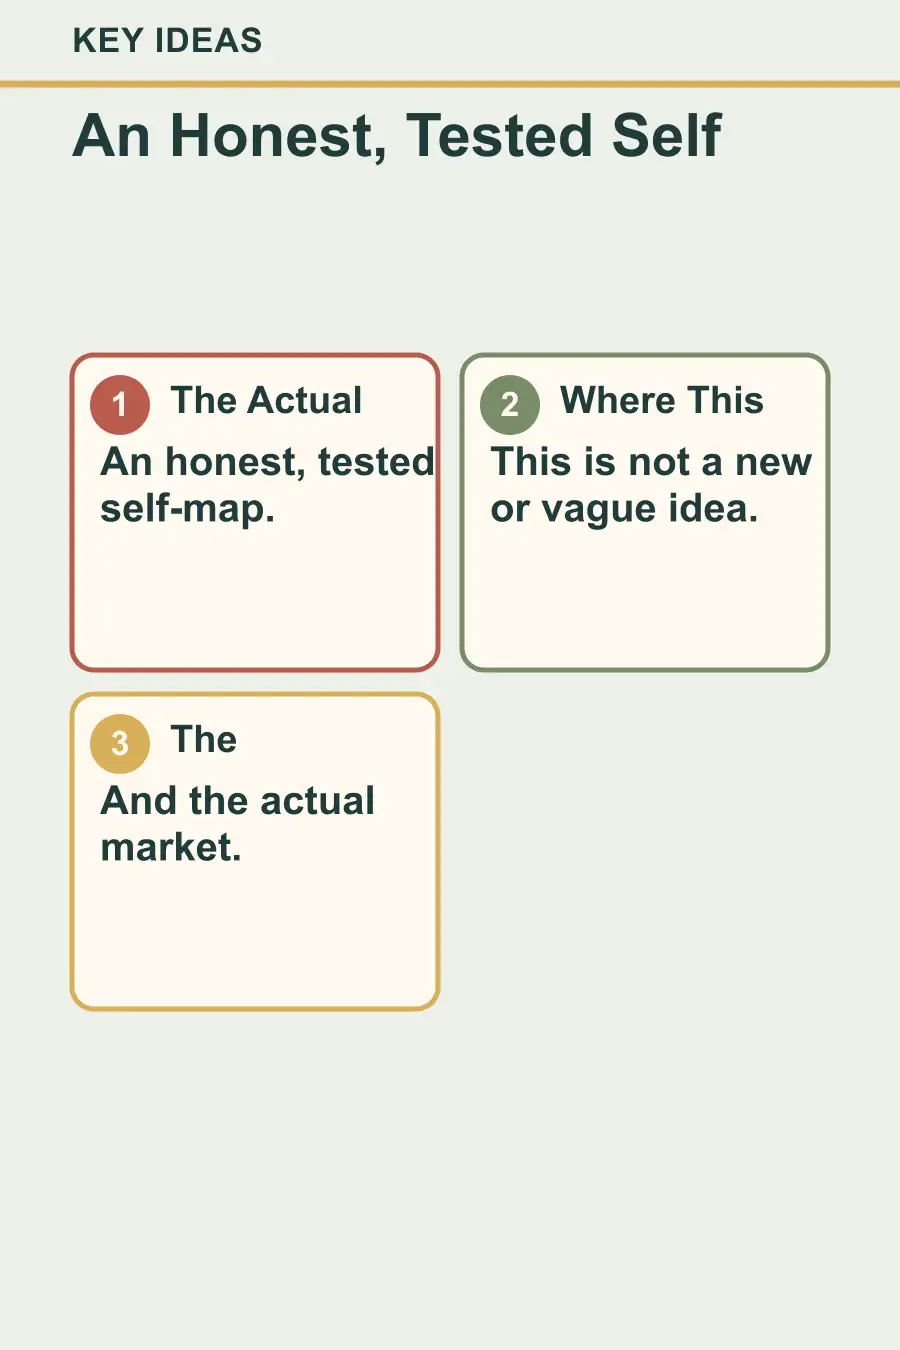 KEY IDEAS
An Honest, Tested Self
1
The Actual
An honest, tested
self-map.
2
Where This
This is not a new
or vague idea.
3
The
And the actual
market.